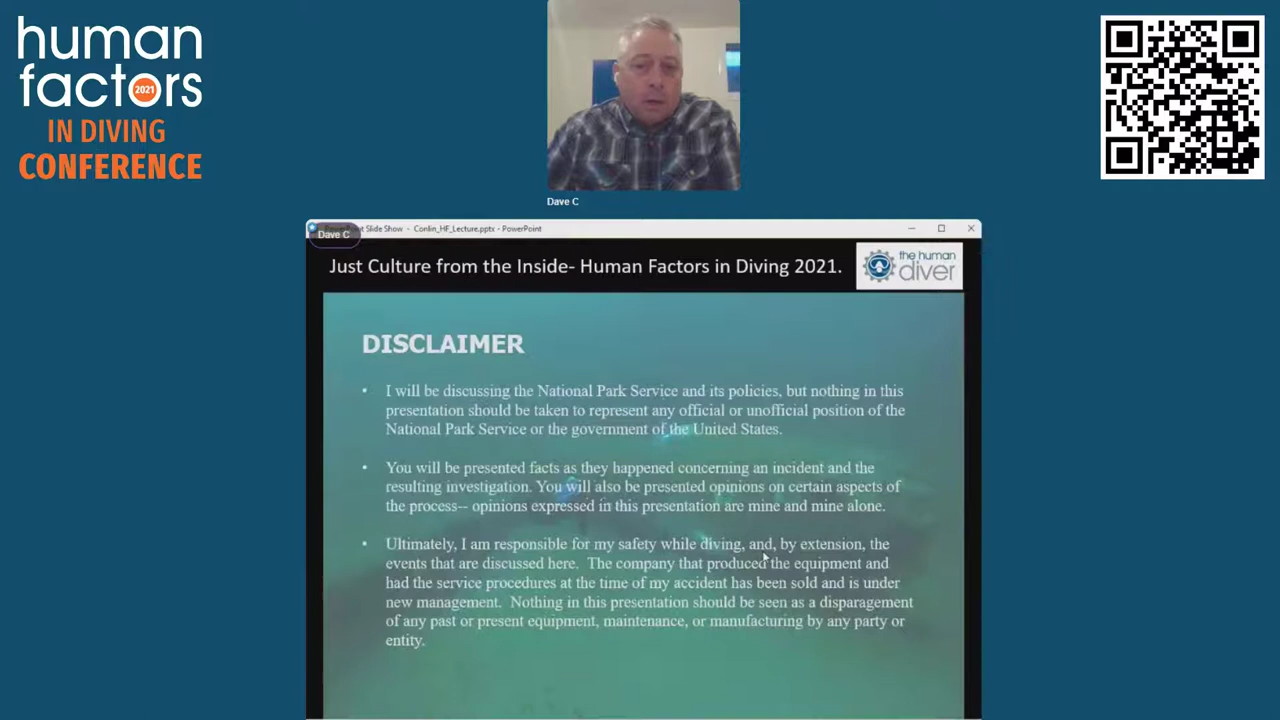 human
factors
2021
IN DIVING
CONFERENCE
Dave C
Slide Show - Conlin_HF_Lecture.pptx - PowerPoint
Dave C
Just Culture from the Inside- Human Factors in Diving 2021.
the human
diver
DISCLAIMER
• I will be discussing the National Park Service and its policies, but nothing in this
presentation should be taken to represent any official or unofficial position of the
National Park Service or the government of the United States.
• You will be presented facts as they happened concerning an incident and the
resulting investigation. You will also be presented opinions on certain aspects of
the process-- opinions expressed in this presentation are mine and mine alone.
• Ultimately, I am responsible for my safety while diving, and, by extension, the
events that are discussed here. The company that produced the equipment and
had the service procedures at the time of my accident has been sold and is under
new management. Nothing in this presentation should be seen as a disparagement
of any past or present equipment, maintenance, or manufacturing by any party or
entity.